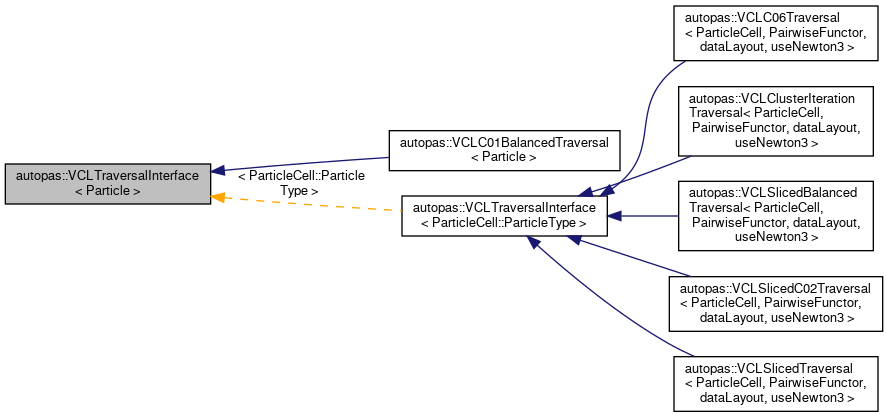 autopas::VCLTraversalInterface
< Particle >
< ParticleCell::Particle
Type >
autopas::VCLC01BalancedTraversal
< Particle >
autopas::VCLTraversalInterface
< ParticleCell::ParticleType >
autopas::VCLC06Traversal
< ParticleCell, PairwiseFunctor,
dataLayout, useNewton3 >
autopas::VCLClusterIteration
Traversal< ParticleCell,
PairwiseFunctor, dataLayout,
useNewton3 >
autopas::VCLSlicedBalanced
Traversal< ParticleCell,
PairwiseFunctor, dataLayout,
useNewton3 >
autopas::VCLSlicedC02Traversal
< ParticleCell, PairwiseFunctor,
dataLayout, useNewton3 >
autopas::VCLSlicedTraversal
< ParticleCell, PairwiseFunctor,
dataLayout, useNewton3 >